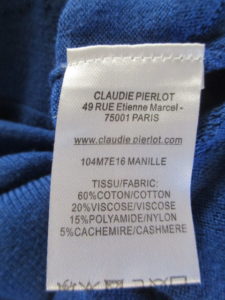 CLAUDIE PIERLOT
49 RUE Etienne Marcel -
75001 PARIS
www.claudie pierlot.com
104M7E16 MANILLE
TISSU/FABRIC:
60%COTON/COTTON
20%VISCOSE/VISCOSE
15%POLYAMIDE/NYLON
5%CACHEMIRE/CASHMERE